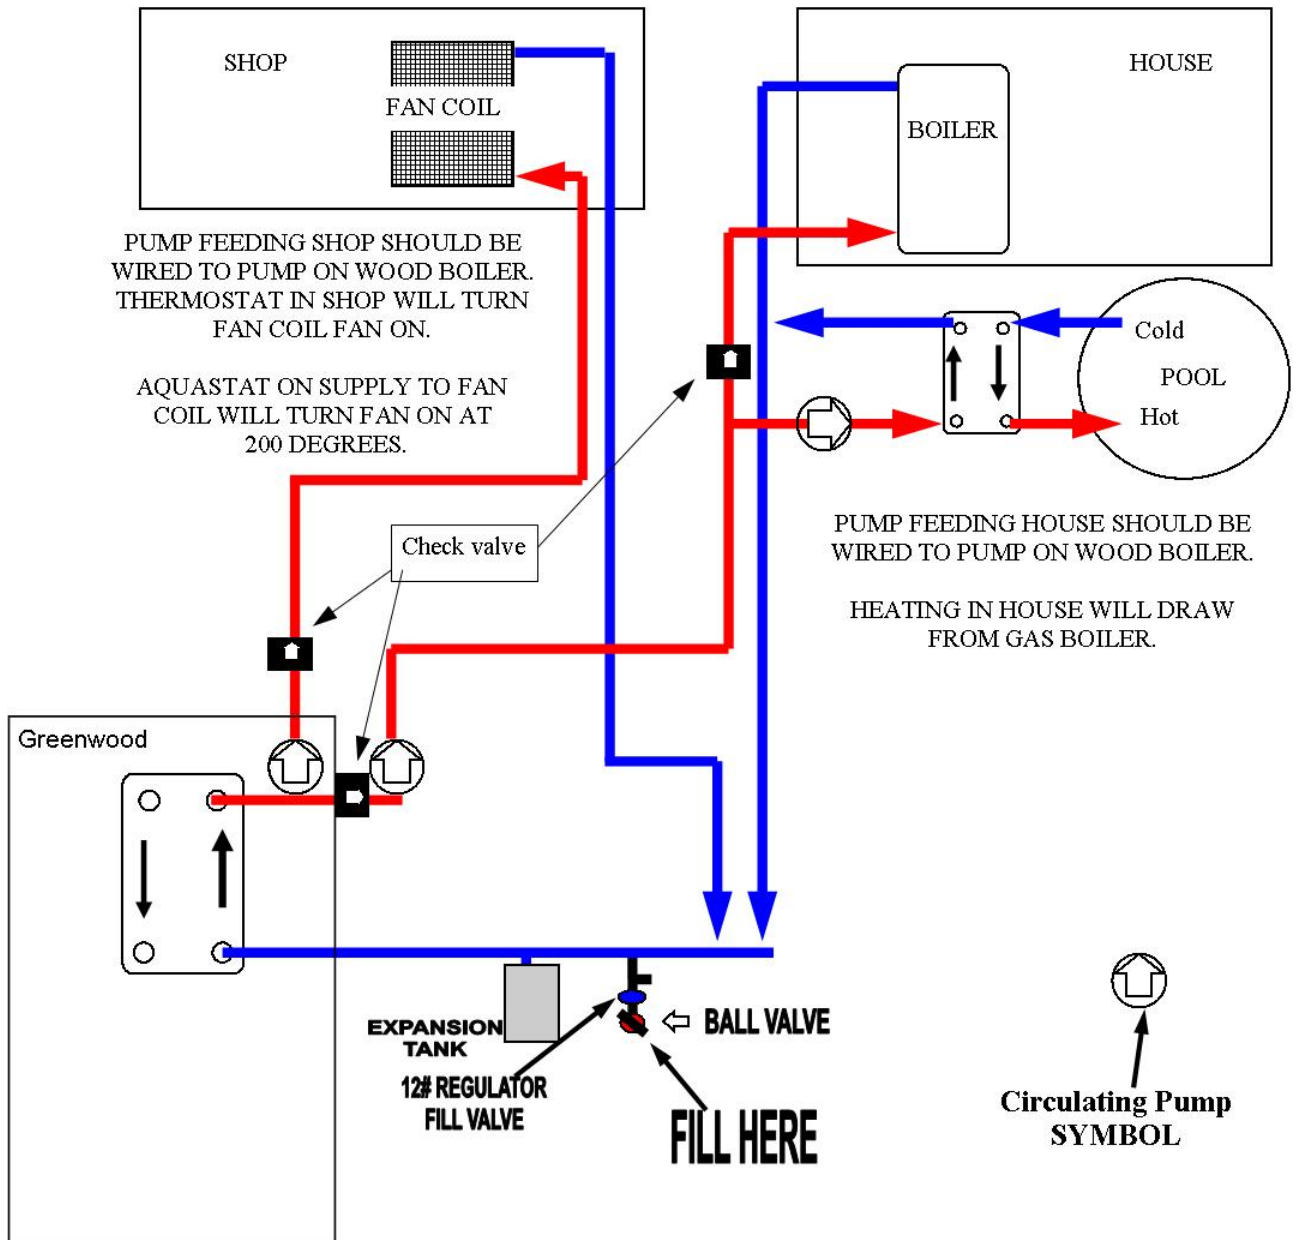 SHOP
FAN COIL
HOUSE
BOILER
PUMP FEEDING SHOP SHOULD BE
WIRED TO PUMP ON WOOD BOILER.
THERMOSTAT IN SHOP WILL TURN
FAN COIL FAN ON.
AQUASTAT ON SUPPLY TO FAN
COIL WILL TURN FAN ON AT
200 DEGREES.
Cold
POOL
Hot
Check valve
PUMP FEEDING HOUSE SHOULD BE
WIRED TO PUMP ON WOOD BOILER.
HEATING IN HOUSE WILL DRAW
FROM GAS BOILER.
Greenwood
EXPANSION
TANK
12# REGULATOR
FILL VALVE
BALL VALVE
FILL HERE
Circulating Pump
SYMBOL